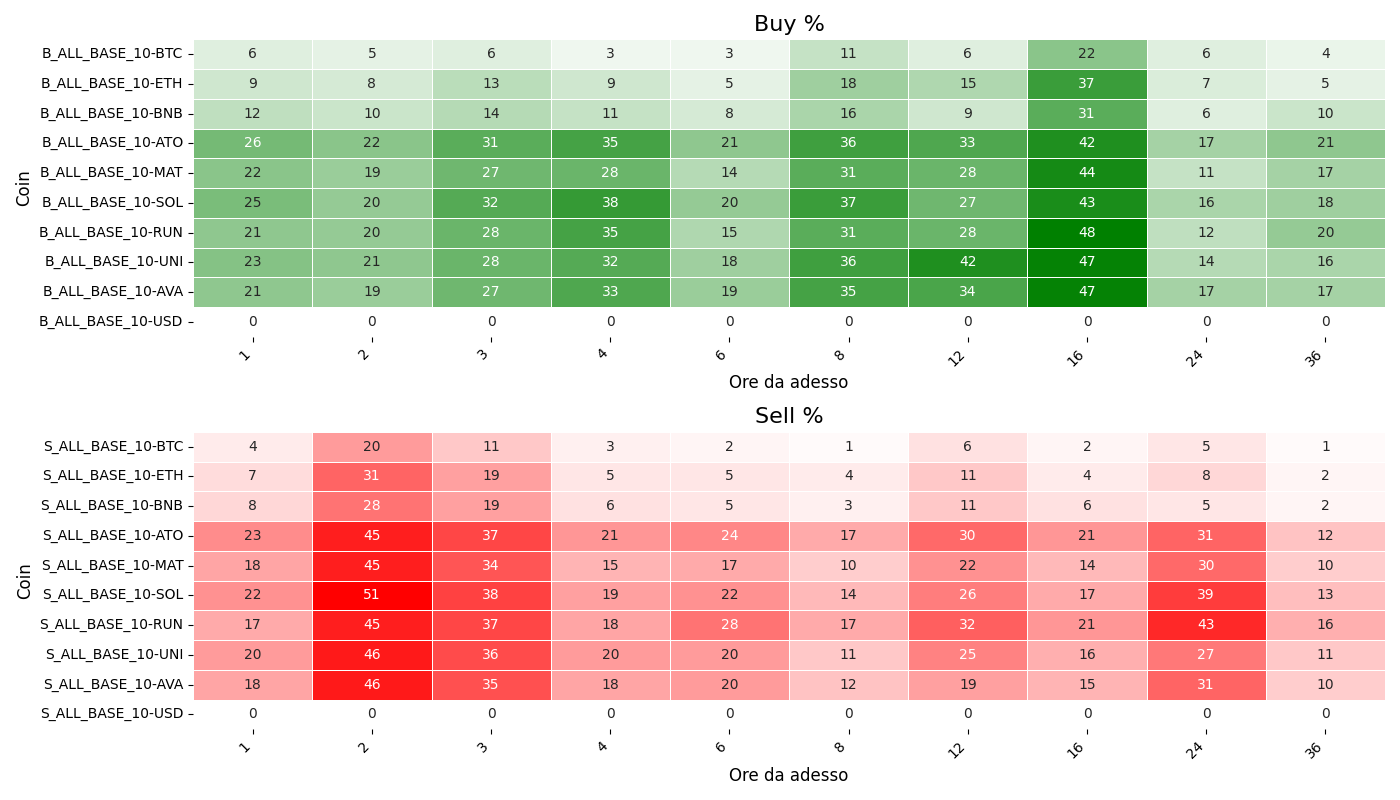 Buy %
Coin
B_ALL_BASE_10-BTC 6 5 6 3 3 11 6 22 6 4
B_ALL_BASE_10-ETH 9 8 13 9 5 18 15 37 7 5
B_ALL_BASE_10-BNB 12 10 14 11 8 16 9 31 6 10
B_ALL_BASE_10-ATO 26 22 31 35 21 36 33 42 17 21
B_ALL_BASE_10-MAT 22 19 27 28 14 31 28 44 11 17
B_ALL_BASE_10-SOL 25 20 32 38 20 37 27 43 16 18
B_ALL_BASE_10-RUN 21 20 28 35 15 31 28 48 12 20
B_ALL_BASE_10-UNI 23 21 28 32 18 36 42 47 14 16
B_ALL_BASE_10-AVA 21 19 27 33 19 35 34 47 17 17
B_ALL_BASE_10-USD 0 0 0 0 0 0 0 0 0 0
1 2 3 4 6 8 12 16 24 36
Ore da adesso
Sell %
Coin
S_ALL_BASE_10-BTC 4 20 11 3 2 1 6 2 5 1
S_ALL_BASE_10-ETH 7 31 19 5 5 4 11 4 8 2
S_ALL_BASE_10-BNB 8 28 19 6 5 3 11 6 5 2
S_ALL_BASE_10-ATO 23 45 37 21 24 17 30 21 31 12
S_ALL_BASE_10-MAT 18 45 34 15 17 10 22 14 30 10
S_ALL_BASE_10-SOL 22 51 38 19 22 14 26 17 39 13
S_ALL_BASE_10-RUN 17 45 37 18 28 17 32 21 43 16
S_ALL_BASE_10-UNI 20 46 36 20 20 11 25 16 27 11
S_ALL_BASE_10-AVA 18 46 35 18 20 12 19 15 31 10
S_ALL_BASE_10-USD 0 0 0 0 0 0 0 0 0 0
1 2 3 4 6 8 12 16 24 36
Ore da adesso